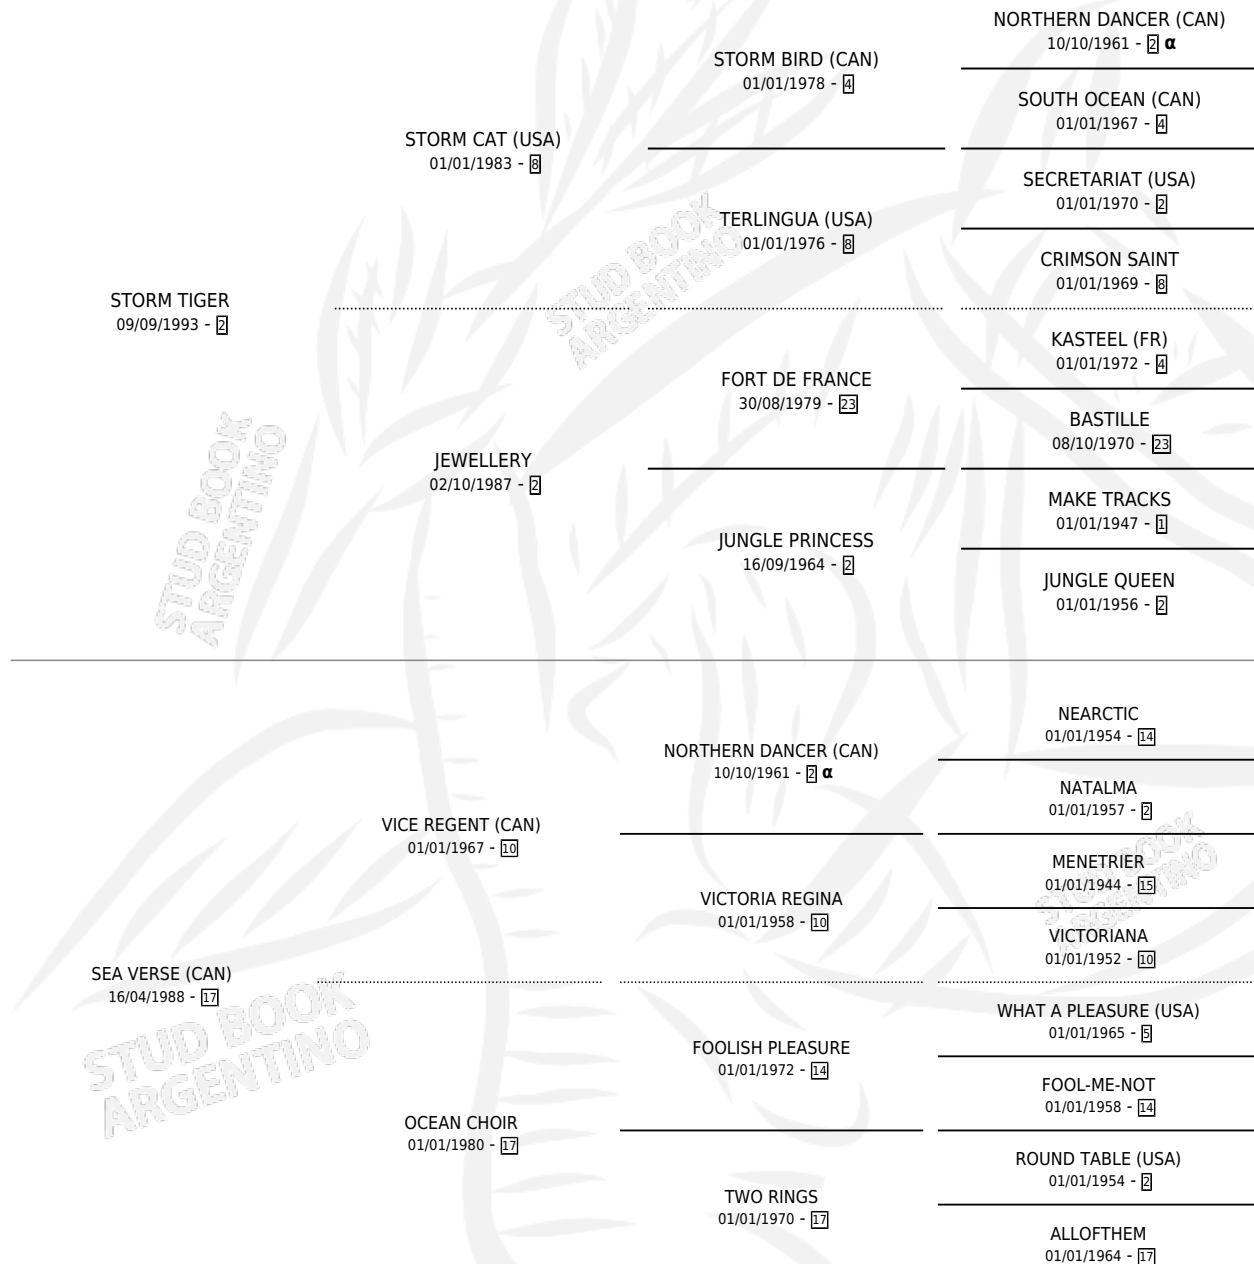 NORTHERN DANCER (CAN)
10/10/1961 - 2 α
STORM BIRD (CAN)
01/01/1978 - 4
SOUTH OCEAN (CAN)
01/01/1967 - 4
STORM CAT (USA)
01/01/1983 - 8
SECRETARIAT (USA)
01/01/1970 - 2
TERLINGUA (USA)
01/01/1976 - 8
CRIMSON SAINT
01/01/1969 - 8
STORM TIGER
09/09/1993 - 2
KASTEEL (FR)
01/01/1972 - 4
FORT DE FRANCE
30/08/1979 - 23
BASTILLE
08/10/1970 - 23
JEWELLERY
02/10/1987 - 2
MAKE TRACKS
01/01/1947 - 1
JUNGLE PRINCESS
16/09/1964 - 2
JUNGLE QUEEN
01/01/1956 - 2
NEARCTIC
01/01/1954 - 14
NORTHERN DANCER (CAN)
10/10/1961 - 2 α
NATALMA
01/01/1957 - 2
VICE REGENT (CAN)
01/01/1967 - 10
MENETRIER
01/01/1944 - 15
VICTORIA REGINA
01/01/1958 - 10
VICTORIANA
01/01/1952 - 10
SEA VERSE (CAN)
16/04/1988 - 17
WHAT A PLEASURE (USA)
01/01/1965 - 5
FOOLISH PLEASURE
01/01/1972 - 14
FOOL-ME-NOT
01/01/1958 - 14
OCEAN CHOIR
01/01/1980 - 17
ROUND TABLE (USA)
01/01/1954 - 2
TWO RINGS
01/01/1970 - 17
ALLOFTHEM
01/01/1964 - 17
STUD BOOK
ARGENTINO
STUD BOOK
ARGENTINO
STUD BOOK
ARGENTINO
STUD BOOK
ARGENTINO